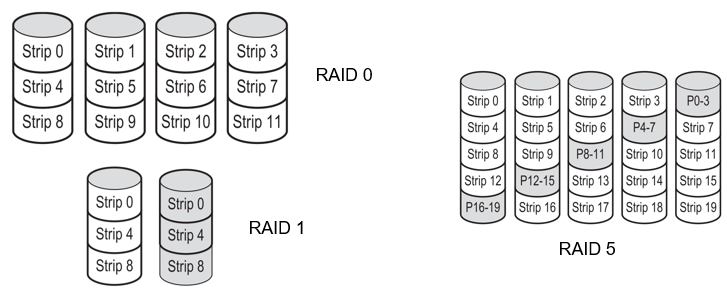 Strip 0 Strip 1 Strip 2 Strip 3
Strip 4 Strip 5 Strip 6 Strip 7
Strip 8 Strip 9 Strip 10 Strip 11
RAID 0
Strip 0 Strip 0
Strip 4 Strip 4
Strip 8 Strip 8
RAID 1
Strip 0 Strip 1 Strip 2 Strip 3 P0-3
Strip 4 Strip 5 Strip 6 P4-7 Strip 7
Strip 8 Strip 9 P8-11 Strip 10 Strip 11
Strip 12 P12-15 Strip 13 Strip 14 Strip 15
P16-19 Strip 16 Strip 17 Strip 18 Strip 19
RAID 5